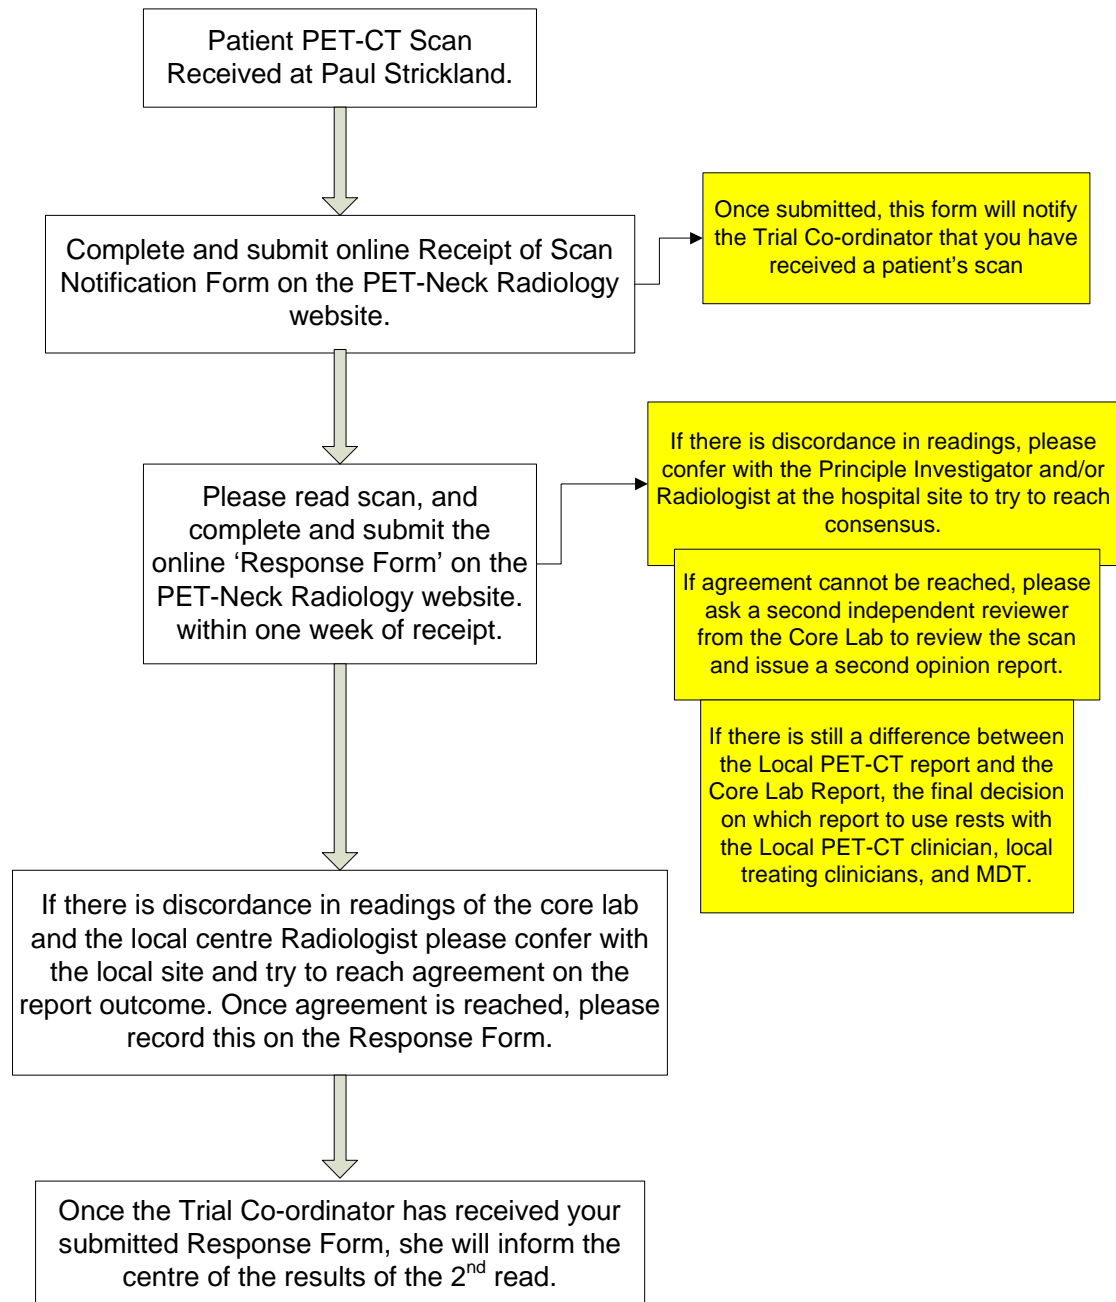 Patient PET-CT Scan
Received at Paul Strickland.
Complete and submit online Receipt of Scan
Notification Form on the PET-Neck Radiology
website.
Once submitted, this form will notify
the Trial Co-ordinator that you have
received a patient’s scan
Please read scan, and
complete and submit the
online ‘Response Form’ on the
PET-Neck Radiology website.
within one week of receipt.
If there is discordance in readings, please
confer with the Principle Investigator and/or
Radiologist at the hospital site to try to reach
consensus.
If agreement cannot be reached, please
ask a second independent reviewer
from the Core Lab to review the scan
and issue a second opinion report.
If there is still a difference between
the Local PET-CT report and the
Core Lab Report, the final decision
on which report to use rests with
the Local PET-CT clinician, local
treating clinicians, and MDT.
If there is discordance in readings of the core lab
and the local centre Radiologist please confer with
the local site and try to reach agreement on the
report outcome. Once agreement is reached, please
record this on the Response Form.
Once the Trial Co-ordinator has received your
submitted Response Form, she will inform the
centre of the results of the 2nd read.